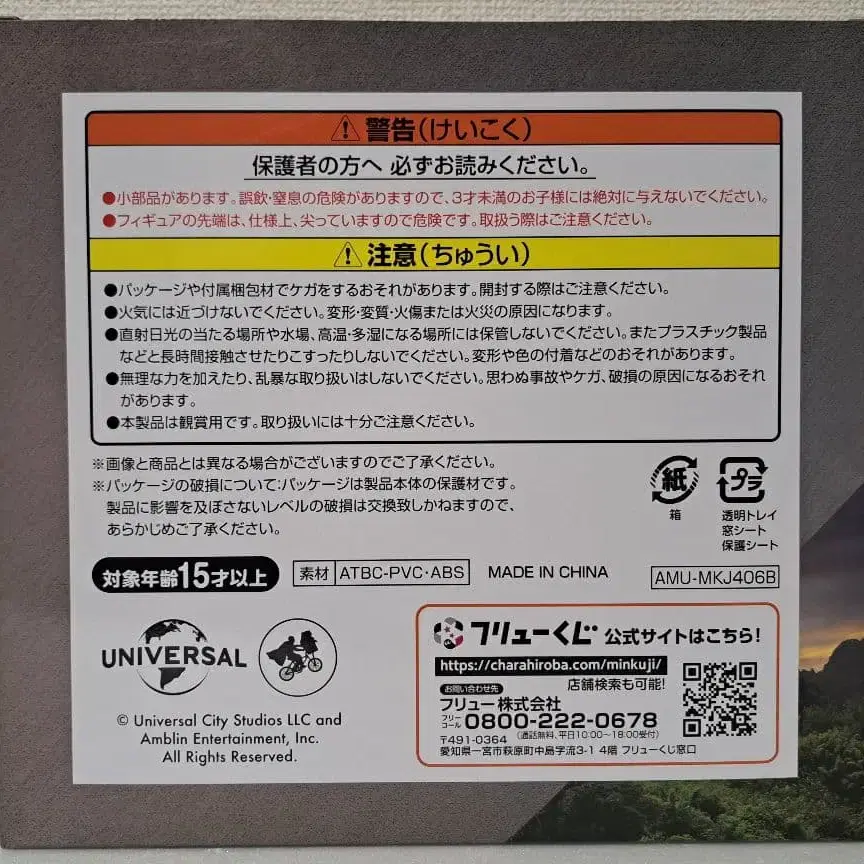 ⚠警告(けいこく)
保護者の方へ 必ずお読みください。
●小部品があります。誤飲・窒息の危険がありますので、3才未満のお子様には絶対に与えないでください。
●フィギュアの先端は、仕様上、尖っていますので危険です。取扱う際はご注意ください。
⚠注意(ちゅうい)
●パッケージや付属梱包材でケガをするおそれがあります。開封する際はご注意ください。
●火気には近づけないでください。変形・変質・火傷または火災の原因になります。
●直射日光の当たる場所や水場、高温・多湿になる場所には保管しないでください。またプラスチック製品
などと長時間接触させたりこすったりしないでください。変形や色の付着などのおそれがあります。
●無理な力を加えたり、乱暴な取り扱いはしないでください。思わぬ事故やケガ、破損の原因になるおそれ
があります。
●本製品は観賞用です。取り扱いには十分ご注意ください。
※画像と商品とは異なる場合がございますのでご了承ください。
※パッケージの破損について:パッケージは製品本体の保護材です。
製品に影響を及ぼさないレベルの破損は交換致しかねますので、
あらかじめご了承ください。
紙
箱
プラ
透明トレイ
窓シート
保護シート
対象年齢15才以上
素材 ATBC-PVC・ABS
MADE IN CHINA
AMU-MKJ406B
UNIVERSAL
© Universal City Studios LLC and
Amblin Entertainment, Inc.
All Rights Reserved.
フリューくじ 公式サイトはこちら!
https://charahiroba.com/minkuji/
店舗検索も可能!
お問い合わせ先
フリュー株式会社
フリーコール 0800-222-0678
〒491-0364 (通話無料、平日10:00〜18:00受付)
愛知県一宮市萩原町中島字流3-1 4階 フリューくじ窓口